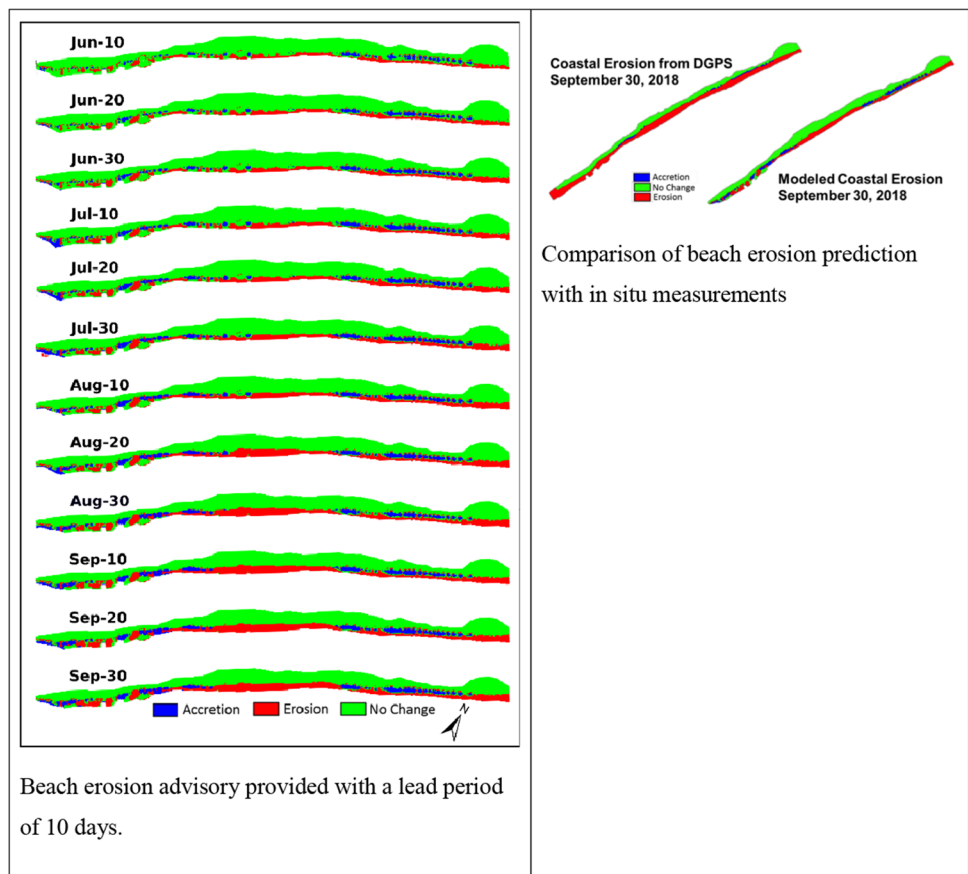 Jun-10
Jun-20
Jun-30
Jul-10
Jul-20
Jul-30
Aug-10
Aug-20
Aug-30
Sep-10
Sep-20
Sep-30
Accretion Erosion No Change
N
Beach erosion advisory provided with a lead period
of 10 days.
Coastal Erosion from DGPS
September 30, 2018
Accretion
No Change
Erosion
Modeled Coastal Erosion
September 30, 2018
Comparison of beach erosion prediction
with in situ measurements